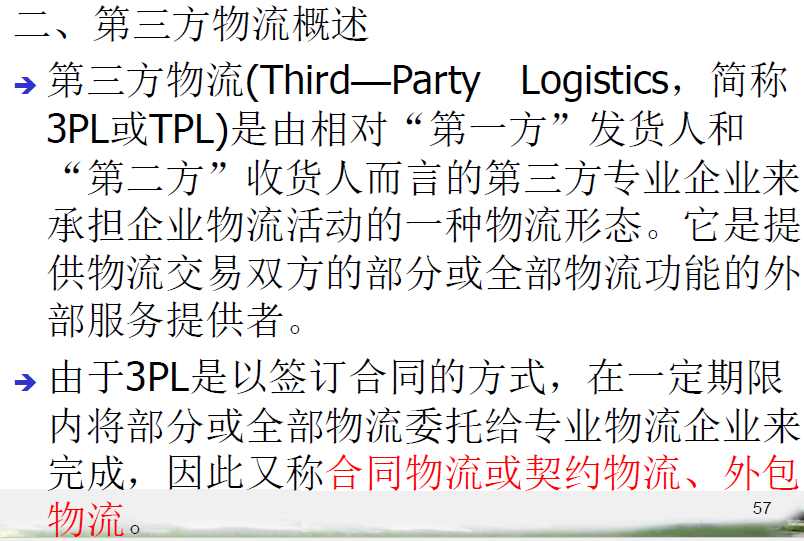 二、第三方物流概述
第三方物流(Third—Party Logistics，简称
3PL或TPL)是由相对“第一方”发货人和
“第二方”收货人而言的第三方专业企业来
承担企业物流活动的一种物流形态。它是提
供物流交易双方的部分或全部物流功能的外
部服务提供者。
由于3PL是以签订合同的方式，在一定期限
内将部分或全部物流委托给专业物流企业来
完成，因此又称合同物流或契约物流、外包
物流。
57